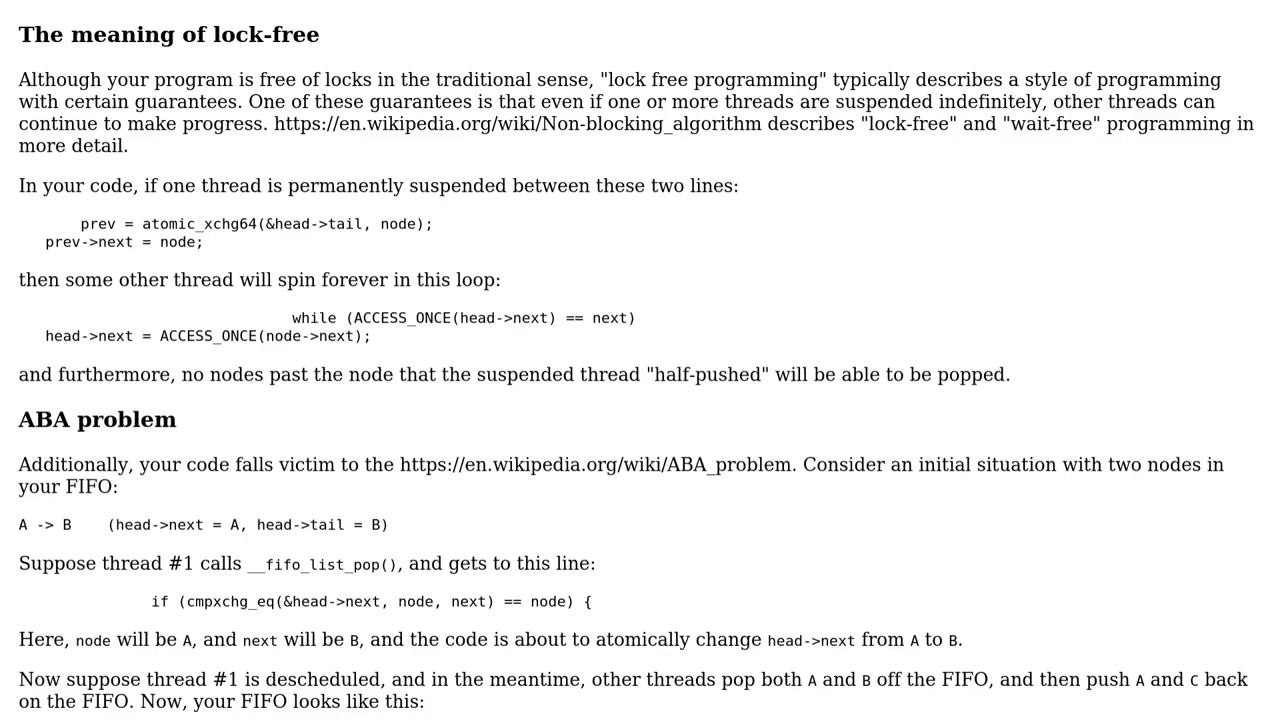 The meaning of lock-free
Although your program is free of locks in the traditional sense, "lock free programming" typically describes a style of programming
with certain guarantees. One of these guarantees is that even if one or more threads are suspended indefinitely, other threads can
continue to make progress. https://en.wikipedia.org/wiki/Non-blocking_algorithm describes "lock-free" and "wait-free" programming in
more detail.
In your code, if one thread is permanently suspended between these two lines:
prev = atomic_xchg64(&head->tail, node);
prev->next = node;
then some other thread will spin forever in this loop:
while (ACCESS_ONCE(head->next) == next)
head->next = ACCESS_ONCE(node->next);
and furthermore, no nodes past the node that the suspended thread "half-pushed" will be able to be popped.
ABA problem
Additionally, your code falls victim to the https://en.wikipedia.org/wiki/ABA_problem. Consider an initial situation with two nodes in
your FIFO:
A -> B    (head->next = A, head->tail = B)
Suppose thread #1 calls __fifo_list_pop(), and gets to this line:
if (cmpxchg_eq(&head->next, node, next) == node) {
Here, node will be A, and next will be B, and the code is about to atomically change head->next from A to B.
Now suppose thread #1 is descheduled, and in the meantime, other threads pop both A and B off the FIFO, and then push A and C back
on the FIFO. Now, your FIFO looks like this: